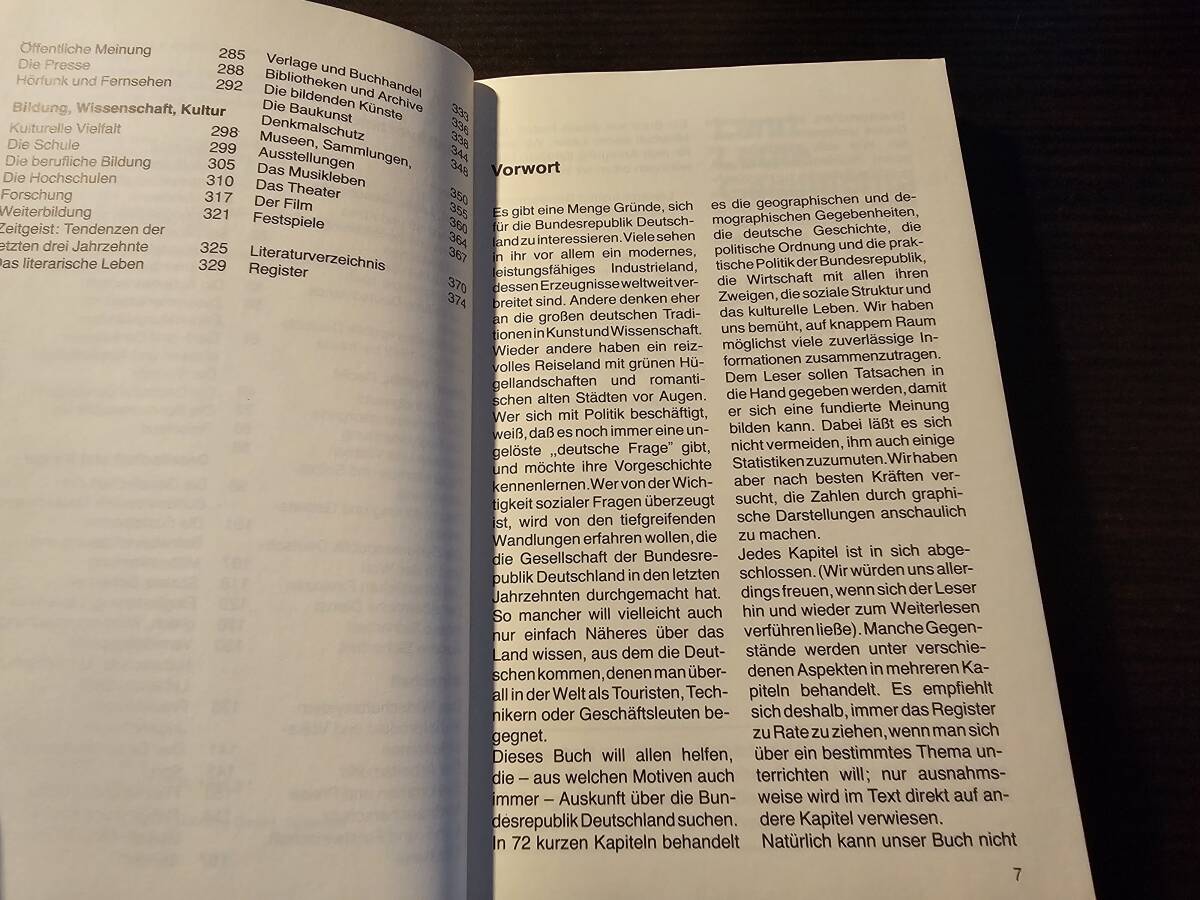 Öffentliche Meinung 285
Die Presse 288
Hörfunk und Fernsehen 292
Bildung, Wissenschaft, Kultur
Kulturelle Vielfalt 298
Die Schule 299
Die berufliche Bildung 305
Die Hochschulen 310
Forschung 317
Weiterbildung 321
Zeitgeist: Tendenzen der
letzten drei Jahrzehnte 325
Das literarische Leben 329
Verlage und Buchhandel 333
Bibliotheken und Archive 336
Die bildenden Künste 338
Die Baukunst 344
Denkmalschutz 348
Museen, Sammlungen,
Ausstellungen 350
Das Musikleben 355
Das Theater 360
Der Film 364
Festspiele 367
Literaturverzeichnis 370
Register 374
Vorwort
Es gibt eine Menge Gründe, sich
für die Bundesrepublik Deutsch-
land zu interessieren. Viele sehen
in ihr vor allem ein modernes,
leistungsfähiges Industrieland,
dessen Erzeugnisse weltweit ver-
breitet sind. Andere denken eher
an die großen deutschen Tradi-
tionen in Kunst und Wissenschaft.
Wieder andere haben ein reiz-
volles Reiseland mit grünen Hü-
gellandschaften und romanti-
schen alten Städten vor Augen.
Wer sich mit Politik beschäftigt,
weiß, daß es noch immer eine un-
gelöste „deutsche Frage” gibt,
und möchte ihre Vorgeschichte
kennenlernen. Wer von der Wich-
tigkeit sozialer Fragen überzeugt
ist, wird von den tiefgreifenden
Wandlungen erfahren wollen, die
die Gesellschaft der Bundesre-
publik Deutschland in den letzten
Jahrzehnten durchgemacht hat.
So mancher will vielleicht auch
nur einfach Näheres über das
Land wissen, aus dem die Deut-
schen kommen, denen man über-
all in der Welt als Touristen, Tech-
nikern oder Geschäftsleuten be-
gegnet.
Dieses Buch will allen helfen,
die – aus welchen Motiven auch
immer – Auskunft über die Bun-
desrepublik Deutschland suchen.
In 72 kurzen Kapiteln behandelt
es die geographischen und de-
mographischen Gegebenheiten,
die deutsche Geschichte, die
politische Ordnung und die prak-
tische Politik der Bundesrepublik,
die Wirtschaft mit allen ihren
Zweigen, die soziale Struktur und
das kulturelle Leben. Wir haben
uns bemüht, auf knappem Raum
möglichst viele zuverlässige In-
formationen zusammenzutragen.
Dem Leser sollen Tatsachen in
die Hand gegeben werden, damit
er sich eine fundierte Meinung
bilden kann. Dabei läßt es sich
nicht vermeiden, ihm auch einige
Statistiken zuzumuten. Wir haben
aber nach besten Kräften ver-
sucht, die Zahlen durch graphi-
sche Darstellungen anschaulich
zu machen.
Jedes Kapitel ist in sich abge-
schlossen. (Wir würden uns aller-
dings freuen, wenn sich der Leser
hin und wieder zum Weiterlesen
verführen ließe). Manche Gegen-
stände werden unter verschie-
denen Aspekten in mehreren Ka-
piteln behandelt. Es empfiehlt
sich deshalb, immer das Register
zu Rate zu ziehen, wenn man sich
über ein bestimmtes Thema un-
terrichten will; nur ausnahms-
weise wird im Text direkt auf an-
dere Kapitel verwiesen.
Natürlich kann unser Buch nicht
7